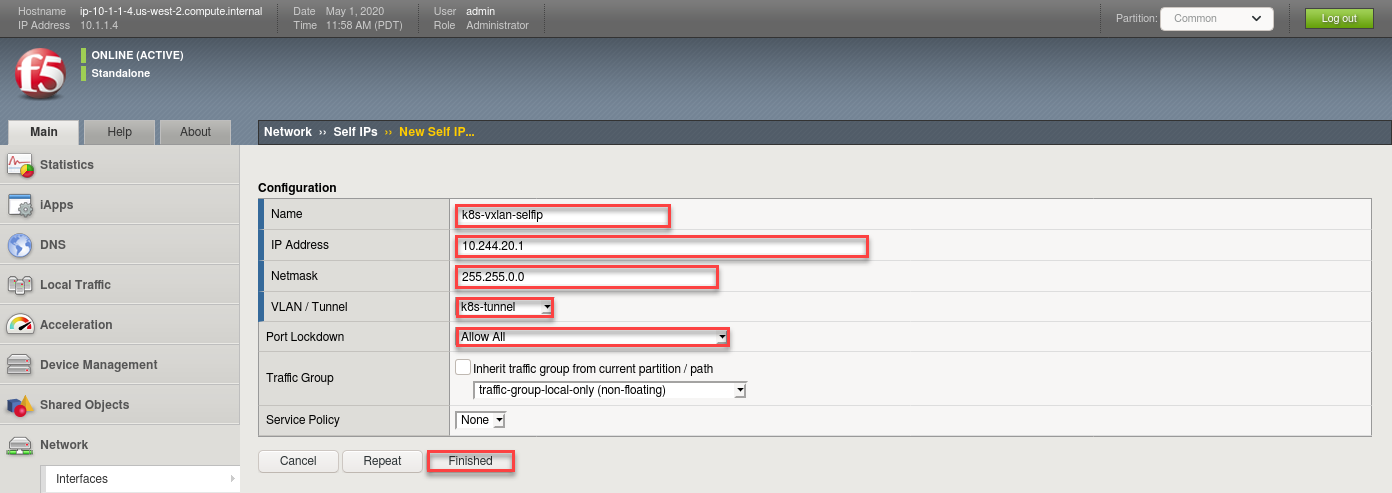 Hostname ip-10-1-1-4.us-west-2.compute.internal Date May 1, 2020 User admin
IP Address 10.1.1.4 Time 11:58 AM (PDT) Role Administrator
Partition: Common Log out
f5
ONLINE (ACTIVE)
Standalone
Main Help About
Network ›› Self IPs ›› New Self IP...
Statistics
iApps
DNS
Local Traffic
Acceleration
Device Management
Shared Objects
Network
Interfaces
Configuration
Name k8s-vxlan-selfip
IP Address 10.244.20.1
Netmask 255.255.0.0
VLAN / Tunnel k8s-tunnel
Port Lockdown Allow All
Traffic Group Inherit traffic group from current partition / path
traffic-group-local-only (non-floating)
Service Policy None
Cancel Repeat Finished